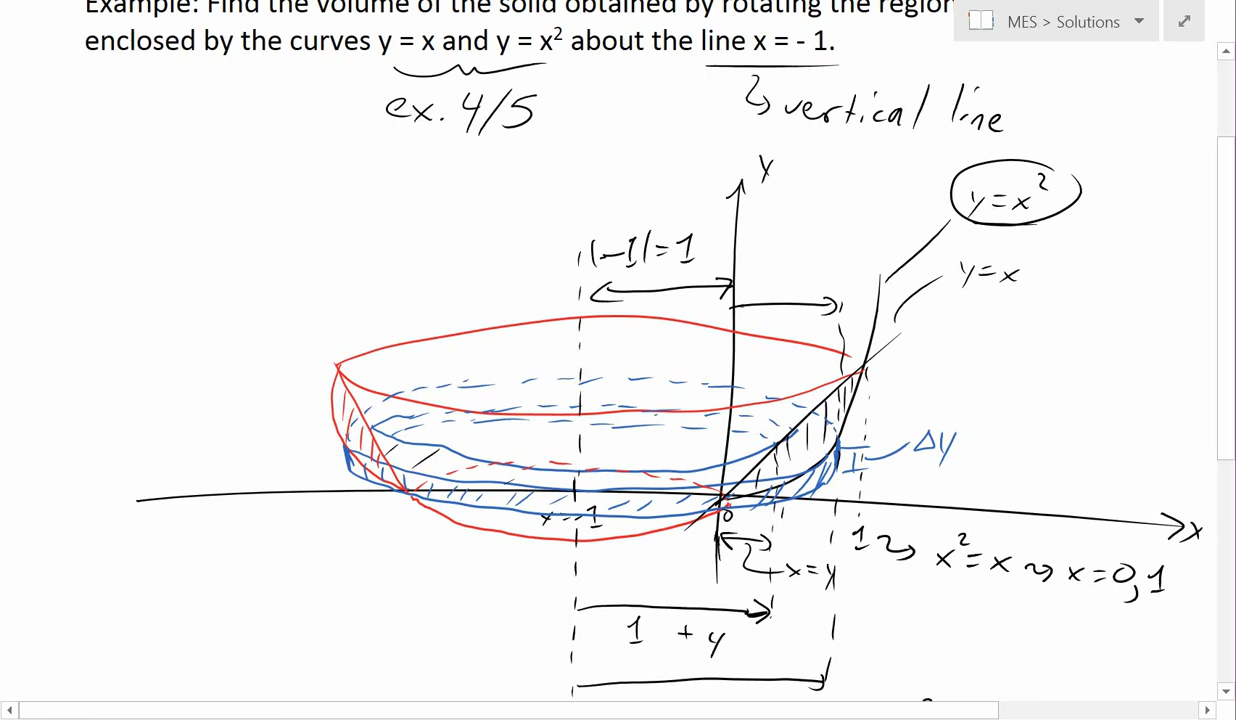 Example: Find the volume of the solid obtained by rotating the region
enclosed by the curves y = x and y = x² about the line x = - 1.
MES > Solutions
ex. 4/5
↳ vertical line
y
y = x²
|-1| = 1
y = x
Δy
x = -1
0
x
1 ⤳ x² = x ⤳ x = 0, 1
x = y
1 + y